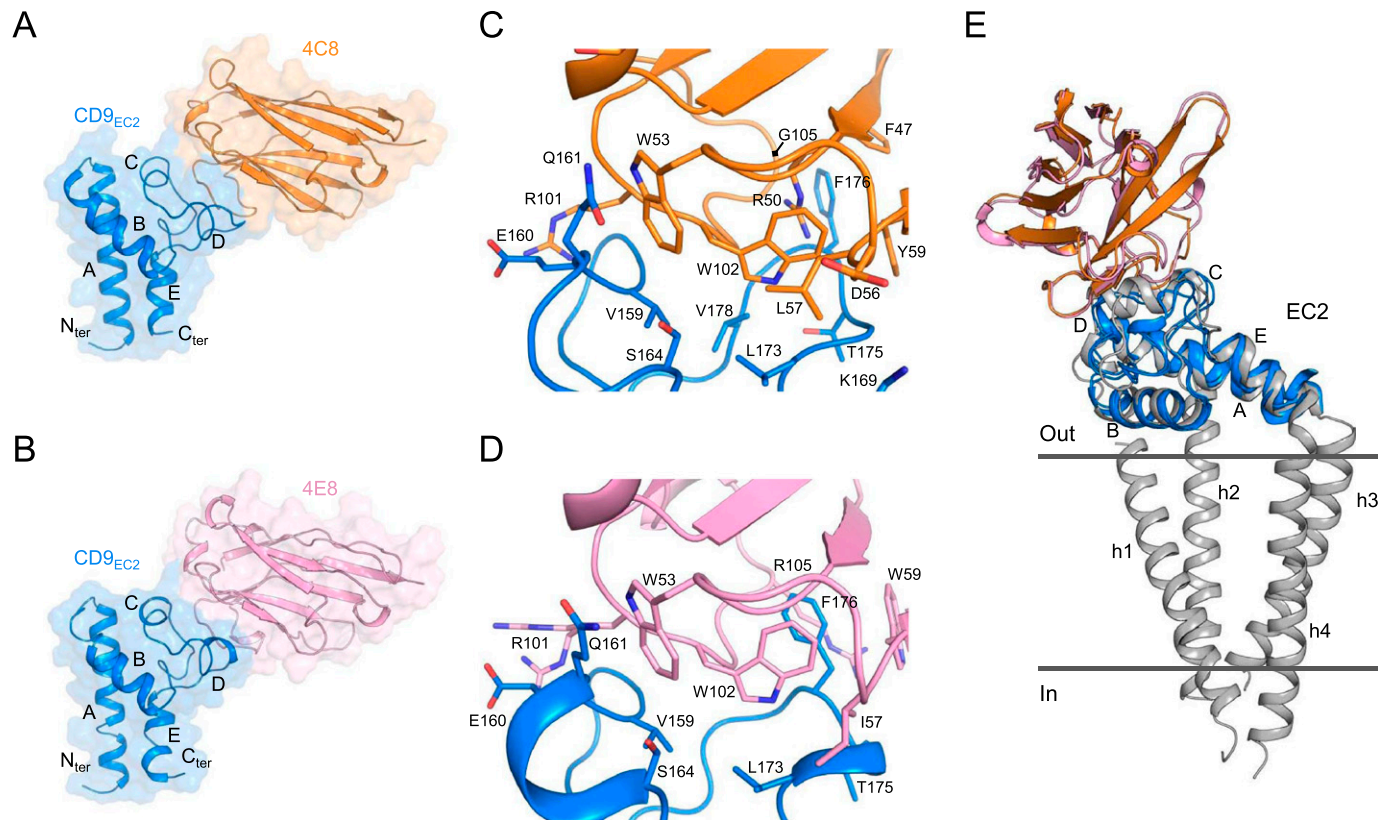 A
4C8
CD9EC2
C
B
D
A
E
Nter
Cter
B
4E8
CD9EC2
C
B
D
A
E
Nter
Cter
C
W53
G105
F47
Q161
F176
R101
R50
E160
Y59
W102
D56
L57
V159
V178
S164
L173
T175
K169
D
W53
R105
W59
F176
R101
Q161
W102
E160
V159
I57
S164
L173
T175
E
C
D
EC2
E
A
B
Out
h2
h3
h1
h4
In